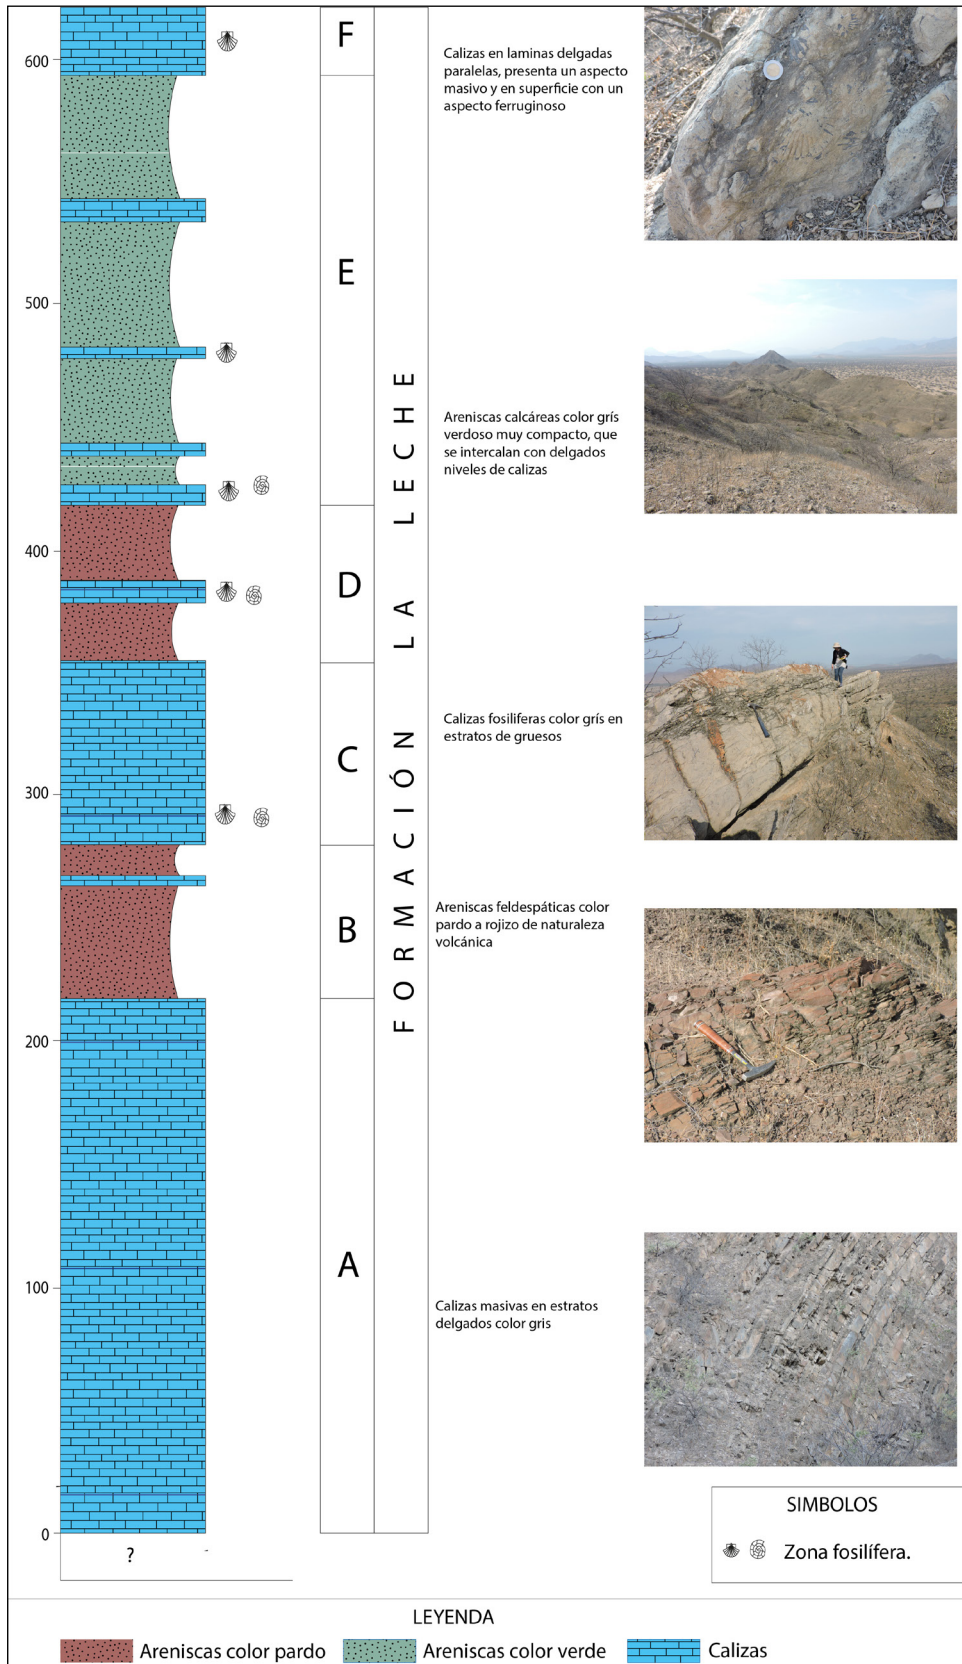 600
500
400
300
200
100
0
?
F
E
D
C
B
A
FORMACIÓN LA LECHE
Calizas en laminas delgadas
paralelas, presenta un aspecto
masivo y en superficie con un
aspecto ferruginoso
Areniscas calcáreas color grís
verdoso muy compacto, que
se intercalan con delgados
niveles de calizas
Calizas fosiliferas color grís en
estratos de gruesos
Areniscas feldespáticas color
pardo a rojizo de naturaleza
volcánica
Calizas masivas en estratos
delgados color gris
SIMBOLOS
Zona fosilífera.
LEYENDA
Areniscas color pardo
Areniscas color verde
Calizas